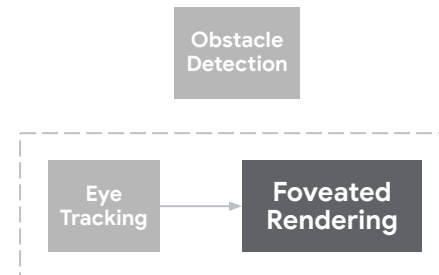 Obstacle
Detection
Eye
Tracking
Foveated
Rendering